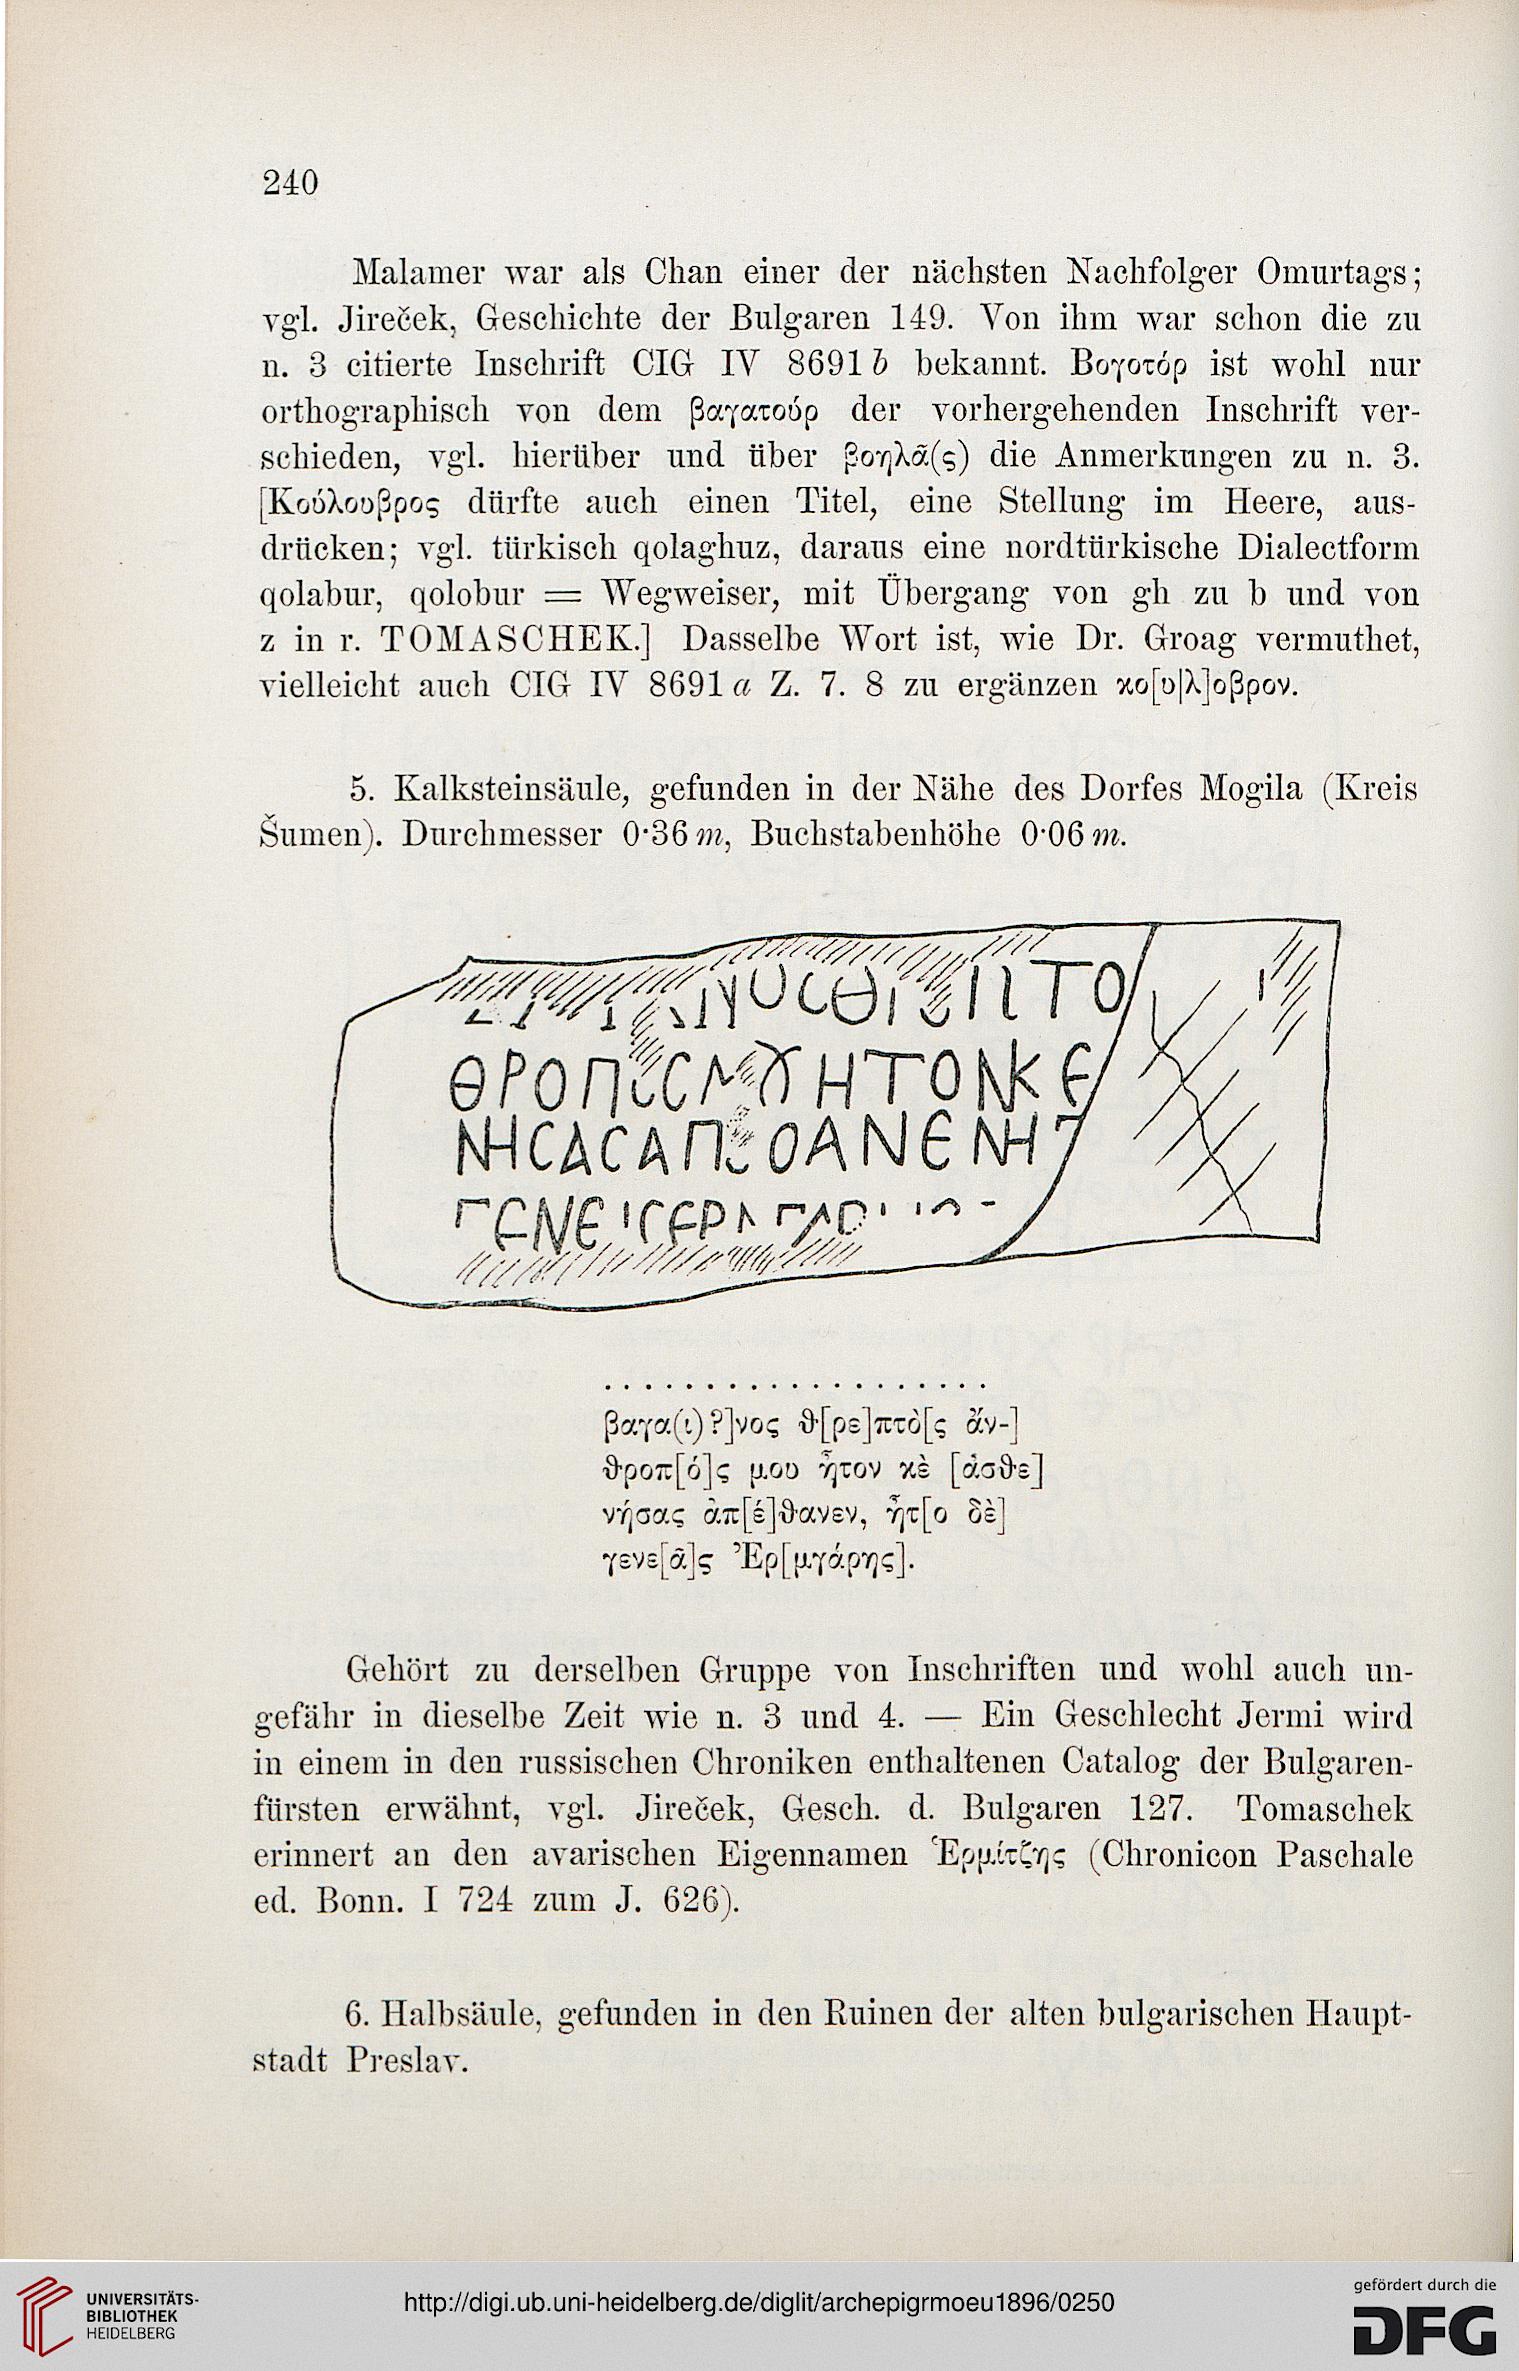 240
Malamer war als Chan einer der nächsten Nachfolger Omurtags;
vgl. Jireček, Geschichte der Bulgaren 149. Von ihm war schon die zu
n. 3 citierte Inschrift CIG IV 8691 b bekannt. Βογοτόρ ist wohl nur
orthographisch von dem βαγατούρ der vorhergehenden Inschrift ver-
schieden, vgl. hierüber und über βοηλᾶ(ς) die Anmerkungen zu n. 3.
[Κούλουβρος dürfte auch einen Titel, eine Stellung im Heere, aus-
drücken; vgl. türkisch qolaghuz, daraus eine nordtürkische Dialectform
qolabur, qolobur = Wegweiser, mit Übergang von gh zu b und von
z in r. TOMASCHEK.] Dasselbe Wort ist, wie Dr. Groag vermuthet,
vielleicht auch CIG IV 8691 a Z. 7. 8 zu ergänzen κο[υ|λ]οβρον.
5. Kalksteinsäule, gefunden in der Nähe des Dorfes Mogila (Kreis
Šumen). Durchmesser 0·36 m, Buchstabenhöhe 0·06 m.
. . . . . . . . . . . . . . . . . . .
βαγα(ι)?]νος θ[ρε]πτὸ[ς ἄν-]
θροπ[ό]ς μου ἦτον κὲ [ἀσθε]
νήσας ἀπ[έ]θανεν, ἦτ[ο δὲ]
γενε[ᾶ]ς Ἐρ[μγάρης].
Gehört zu derselben Gruppe von Inschriften und wohl auch un-
gefähr in dieselbe Zeit wie n. 3 und 4. — Ein Geschlecht Jermi wird
in einem in den russischen Chroniken enthaltenen Catalog der Bulgaren-
fürsten erwähnt, vgl. Jireček, Gesch. d. Bulgaren 127. Tomaschek
erinnert an den avarischen Eigennamen Ἑρμίτζης (Chronicon Paschale
ed. Bonn. I 724 zum J. 626).
6. Halbsäule, gefunden in den Ruinen der alten bulgarischen Haupt-
stadt Preslav.
UNIVERSITÄTS-
BIBLIOTHEK
HEIDELBERG
http://digi.ub.uni-heidelberg.de/diglit/archepigrmoeu1896/0250
gefördert durch die
DFG